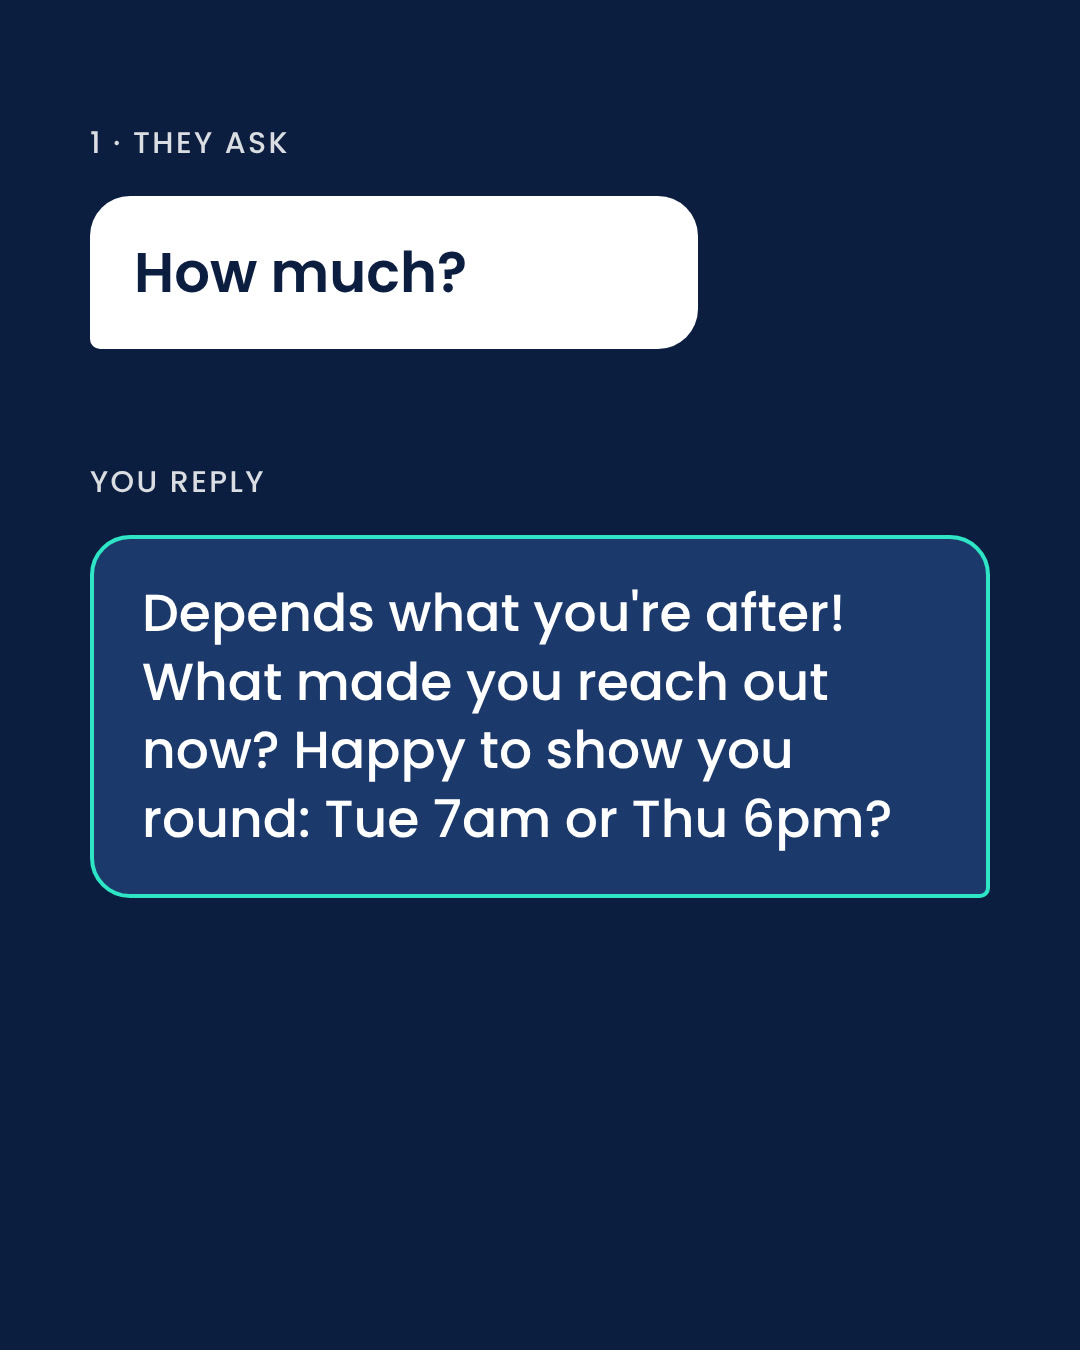 1 · THEY ASK
How much?
YOU REPLY
Depends what you're after!
What made you reach out
now? Happy to show you
round: Tue 7am or Thu 6pm?